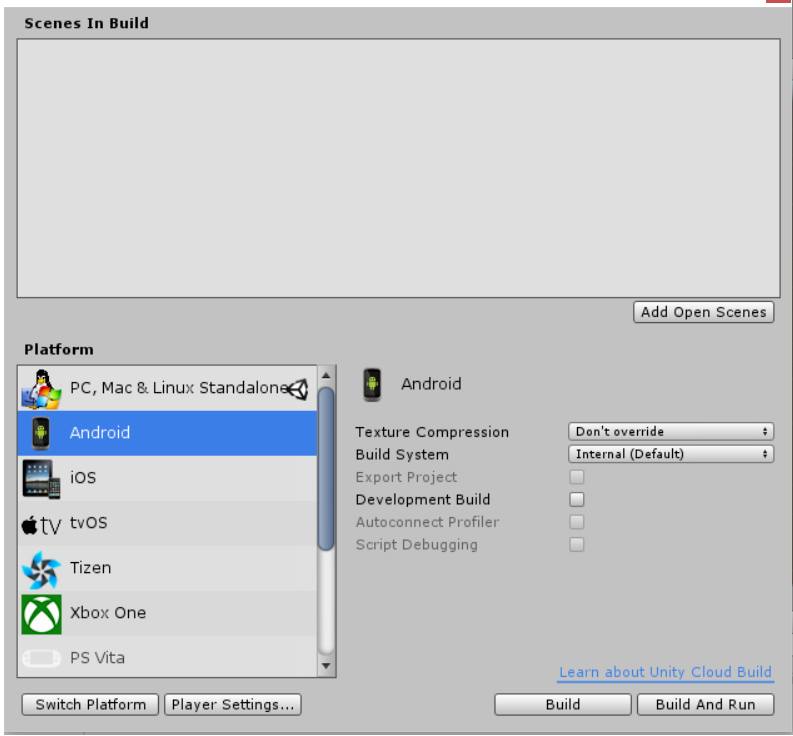 Scenes In Build
Add Open Scenes
Platform
PC, Mac & Linux Standalone
Android
iOS
tv tvOS
Tizen
Xbox One
PS Vita
Android
Texture Compression Don't override
Build System Internal (Default)
Export Project
Development Build
Autoconnect Profiler
Script Debugging
Learn about Unity Cloud Build
Switch Platform Player Settings... Build Build And Run